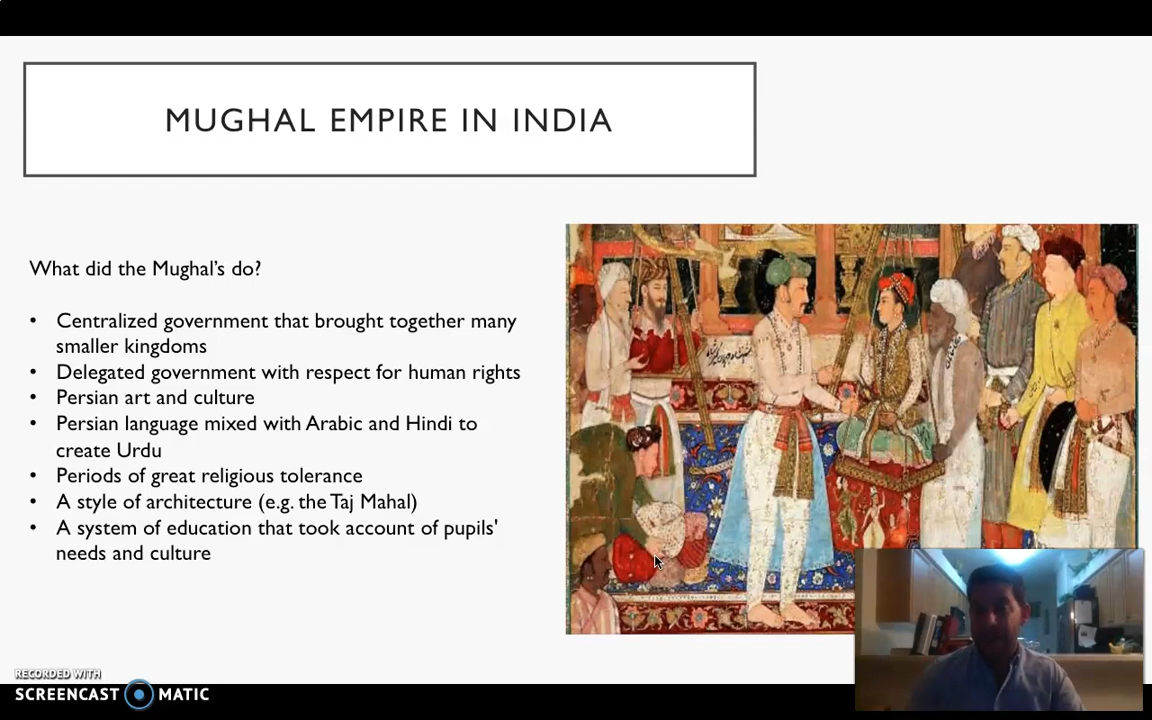 MUGHAL EMPIRE IN INDIA
What did the Mughal's do?
• Centralized government that brought together many
smaller kingdoms
• Delegated government with respect for human rights
• Persian art and culture
• Persian language mixed with Arabic and Hindi to
create Urdu
• Periods of great religious tolerance
• A style of architecture (e.g. the Taj Mahal)
• A system of education that took account of pupils'
needs and culture
RECORDED WITH
SCREENCAST MATIC